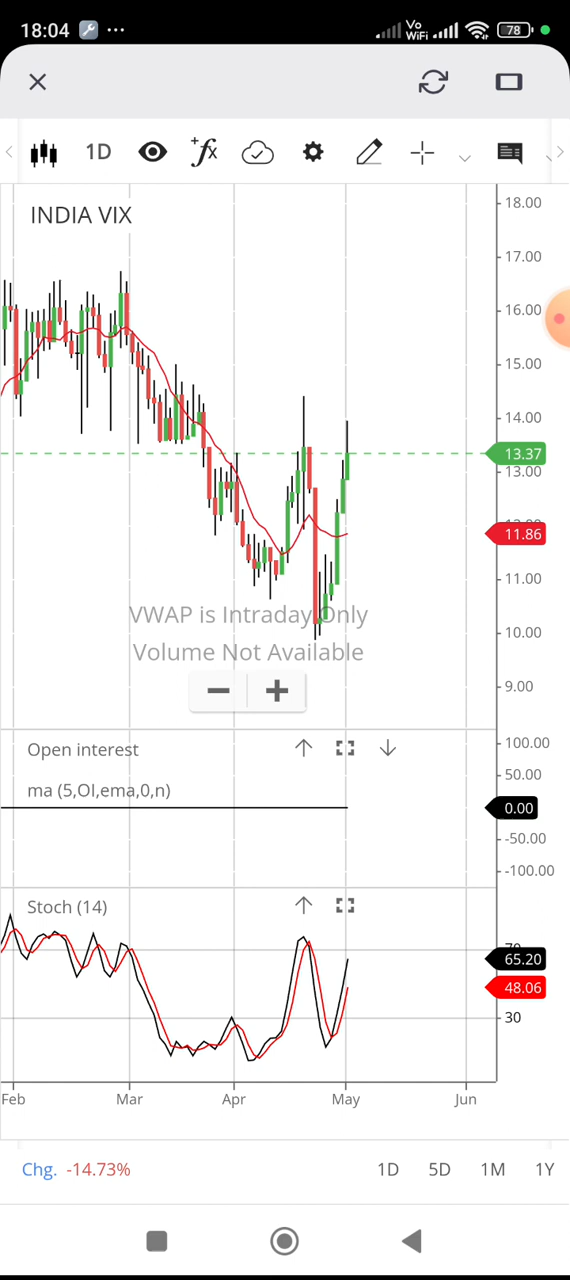 18:04 ... Vo WiFi 78
1D fx
INDIA VIX
18.00
17.00
16.00
15.00
14.00
13.37
13.00
11.86
11.00
VWAP is Intraday Only
10.00
Volume Not Available
9.00
− +
Open interest
100.00
50.00
ma (5,OI,ema,0,n)
0.00
-50.00
-100.00
Stoch (14)
70
65.20
48.06
30
Feb Mar Apr May Jun
Chg. -14.73% 1D 5D 1M 1Y